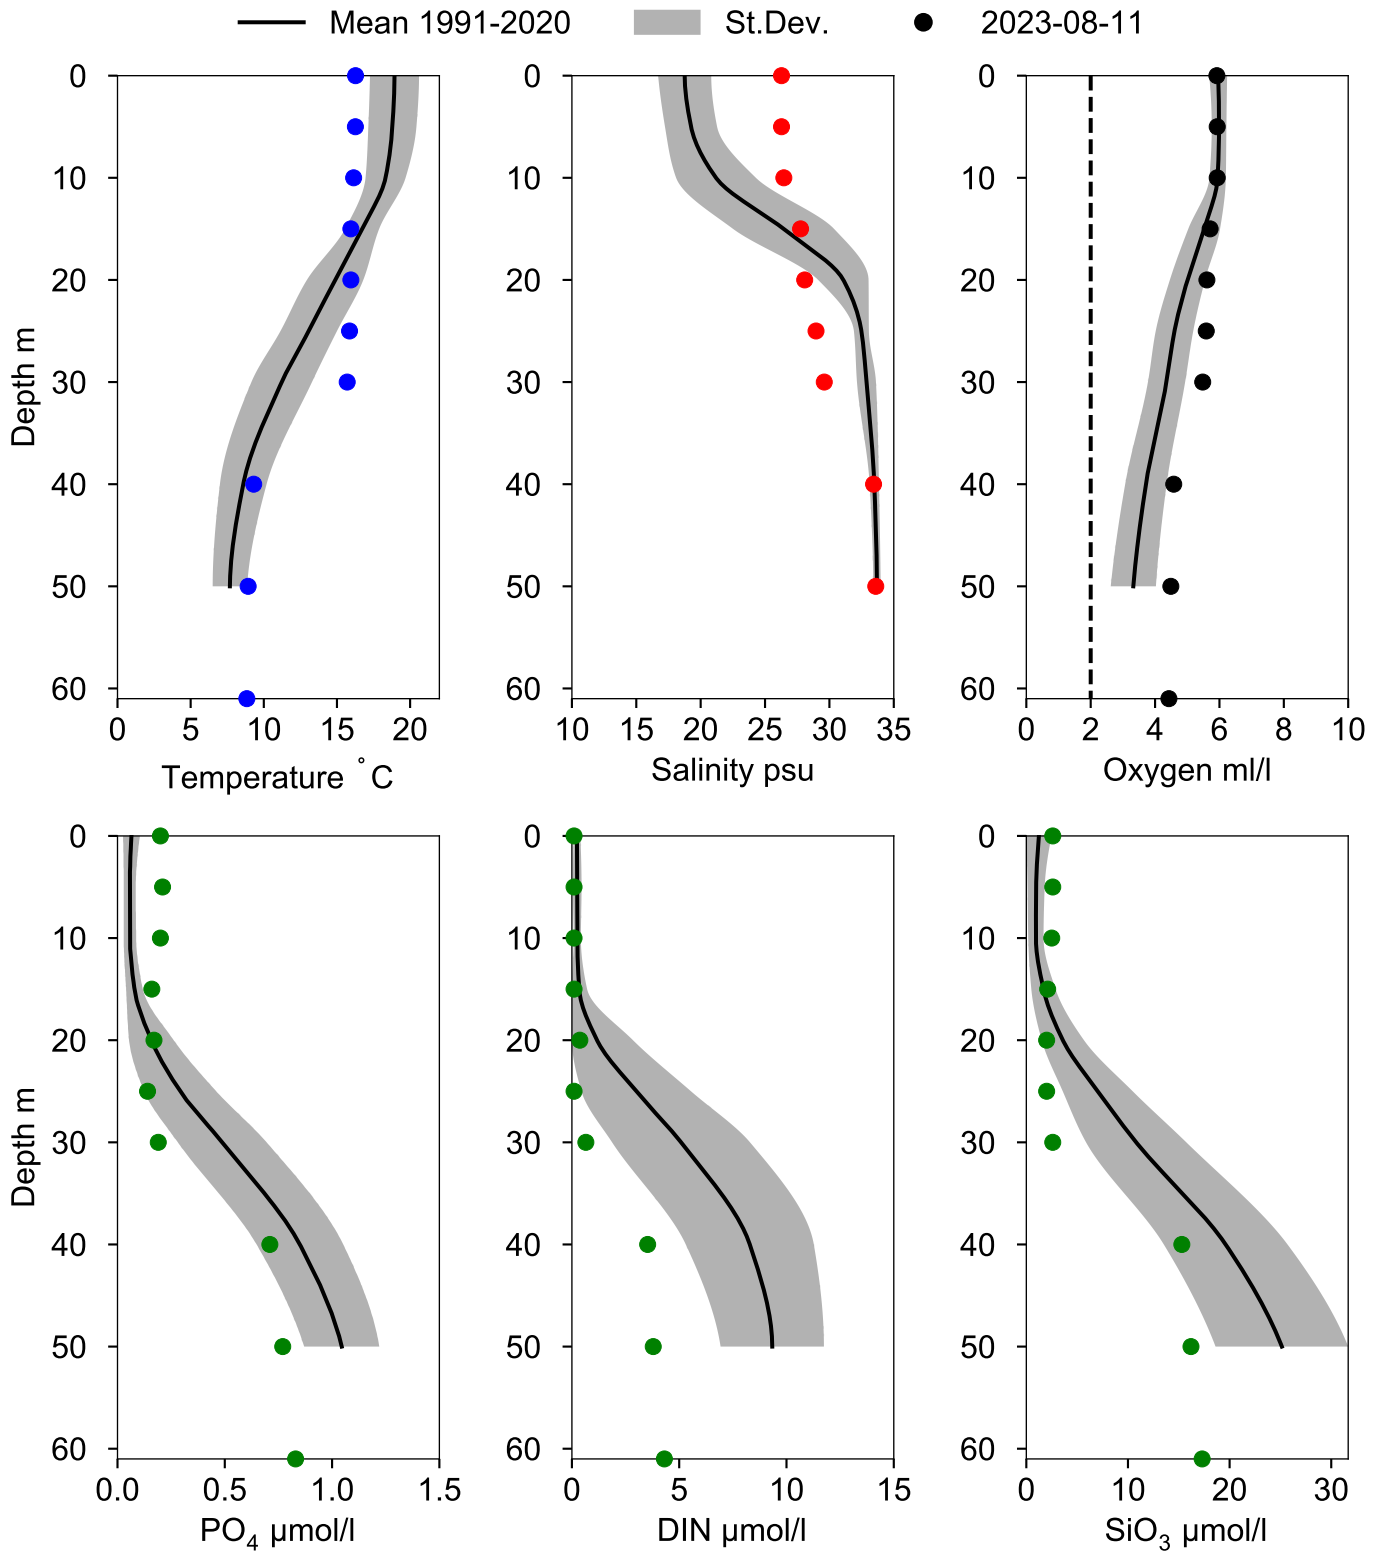 Mean 1991-2020 St.Dev. 2023-08-11
0 0 0
10 10 10
20 20 20
30 30 30
40 40 40
50 50 50
60 60 60
Depth m
0 5 10 15 20 10 15 20 25 30 35 0 2 4 6 8 10
Temperature °C Salinity psu Oxygen ml/l
0 0 0
10 10 10
20 20 20
30 30 30
40 40 40
50 50 50
60 60 60
Depth m
0.0 0.5 1.0 1.5 0 5 10 15 0 10 20 30
PO₄ µmol/l DIN µmol/l SiO₃ µmol/l